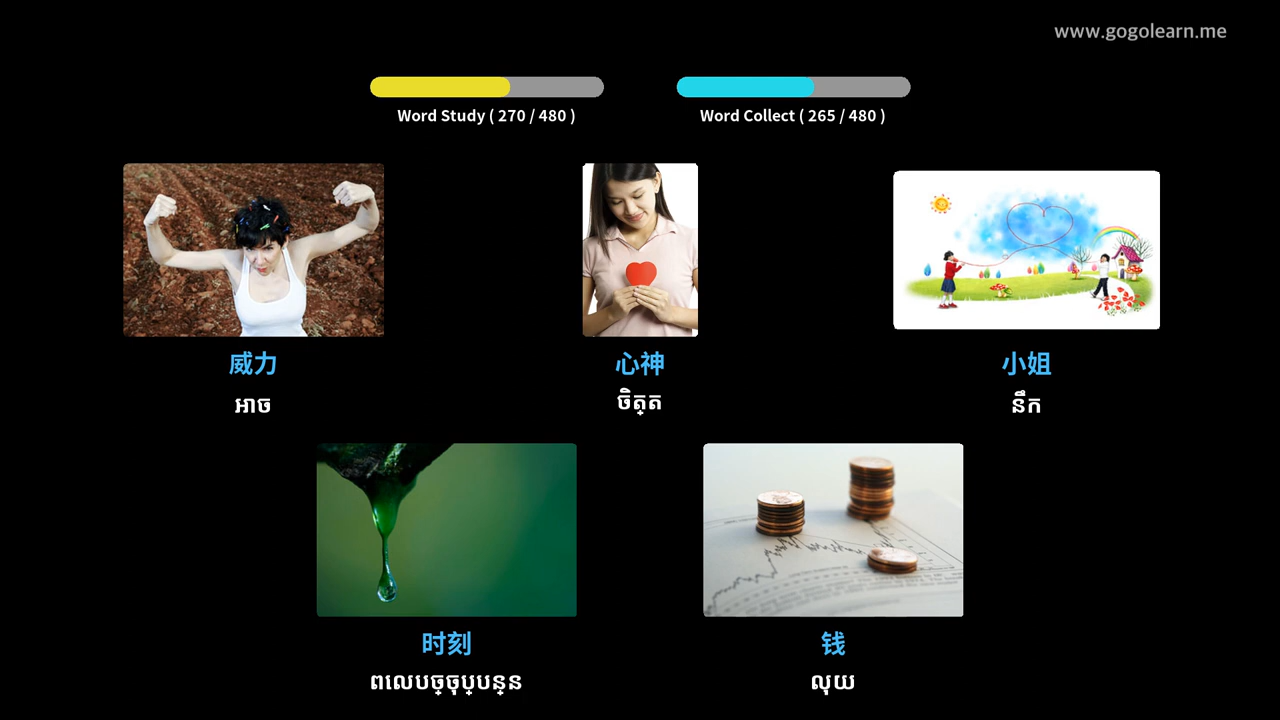 www.gogolearn.me
Word Study ( 270 / 480 )
Word Collect ( 265 / 480 )
威力
心神
小姐
អាច
ចិត្ត
នឹក
时刻
钱
ពលេបច្ចុប្បន្ន
លុយ